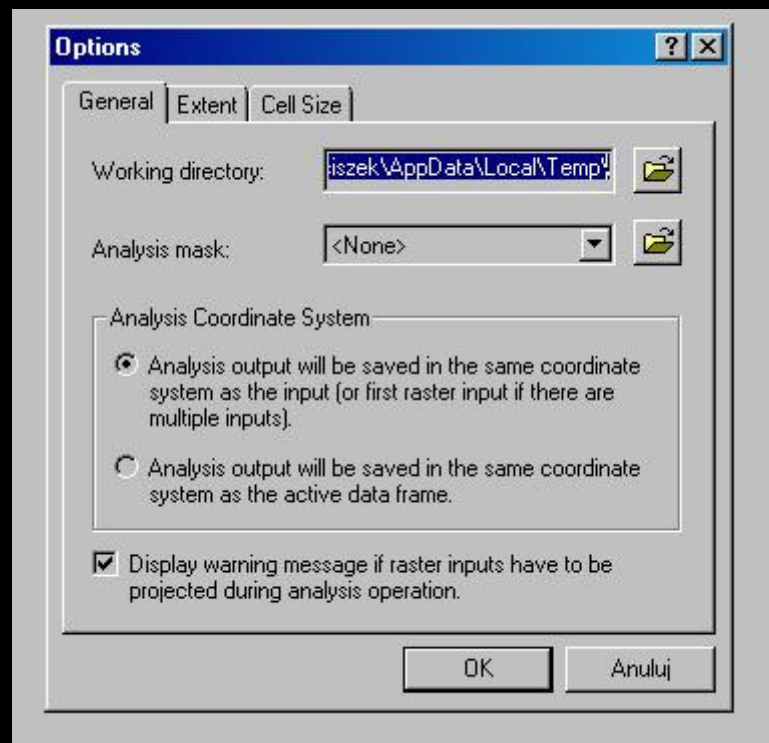 Options
General
Extent
Cell Size
Working directory:
iszek\AppData\Local\Temp\
Analysis mask:
<None>
Analysis Coordinate System
Analysis output will be saved in the same coordinate
system as the input (or first raster input if there are
multiple inputs).
Analysis output will be saved in the same coordinate
system as the active data frame.
Display warning message if raster inputs have to be
projected during analysis operation.
OK
Anuluj